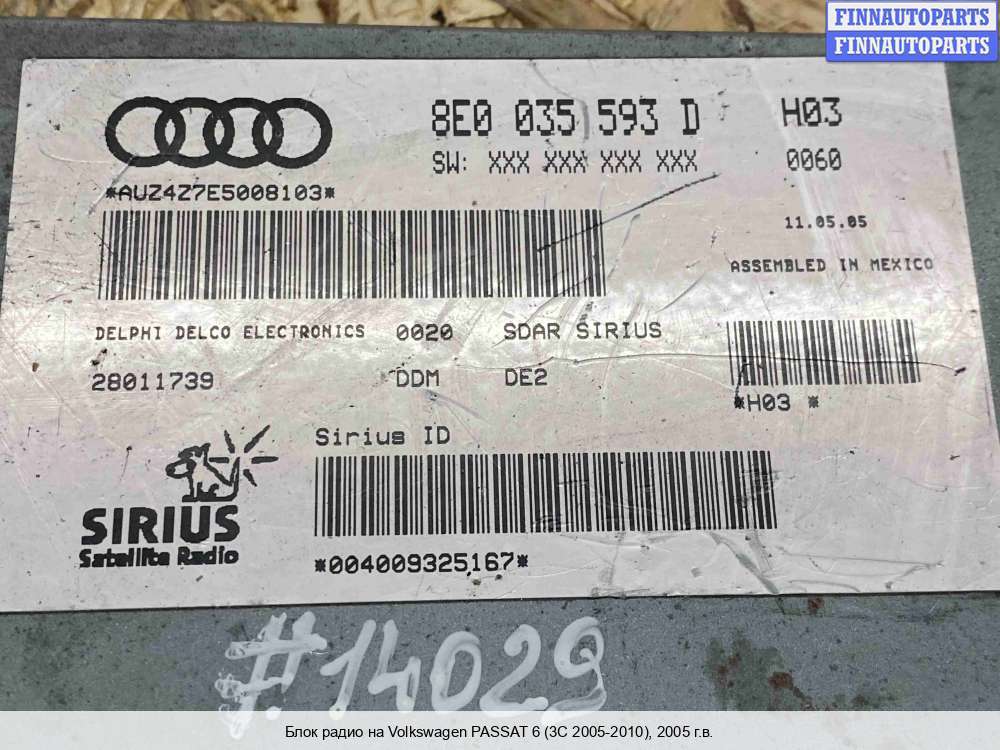 FINNAUTOPARTS
FINNAUTOPARTS
8E0 035 593 D H03
SW: XXX XXX XXX XXX 0060
*AUZ4Z7E5008103*
11.05.05
ASSEMBLED IN MEXICO
DELPHI DELCO ELECTRONICS 0020 SDAR SIRIUS
28011739 DDM DE2
*H03 *
Sirius ID
SIRIUS
Satellite Radio
*004009325167*
#14029
Блок радио на Volkswagen PASSAT 6 (3C 2005-2010), 2005 г.в.